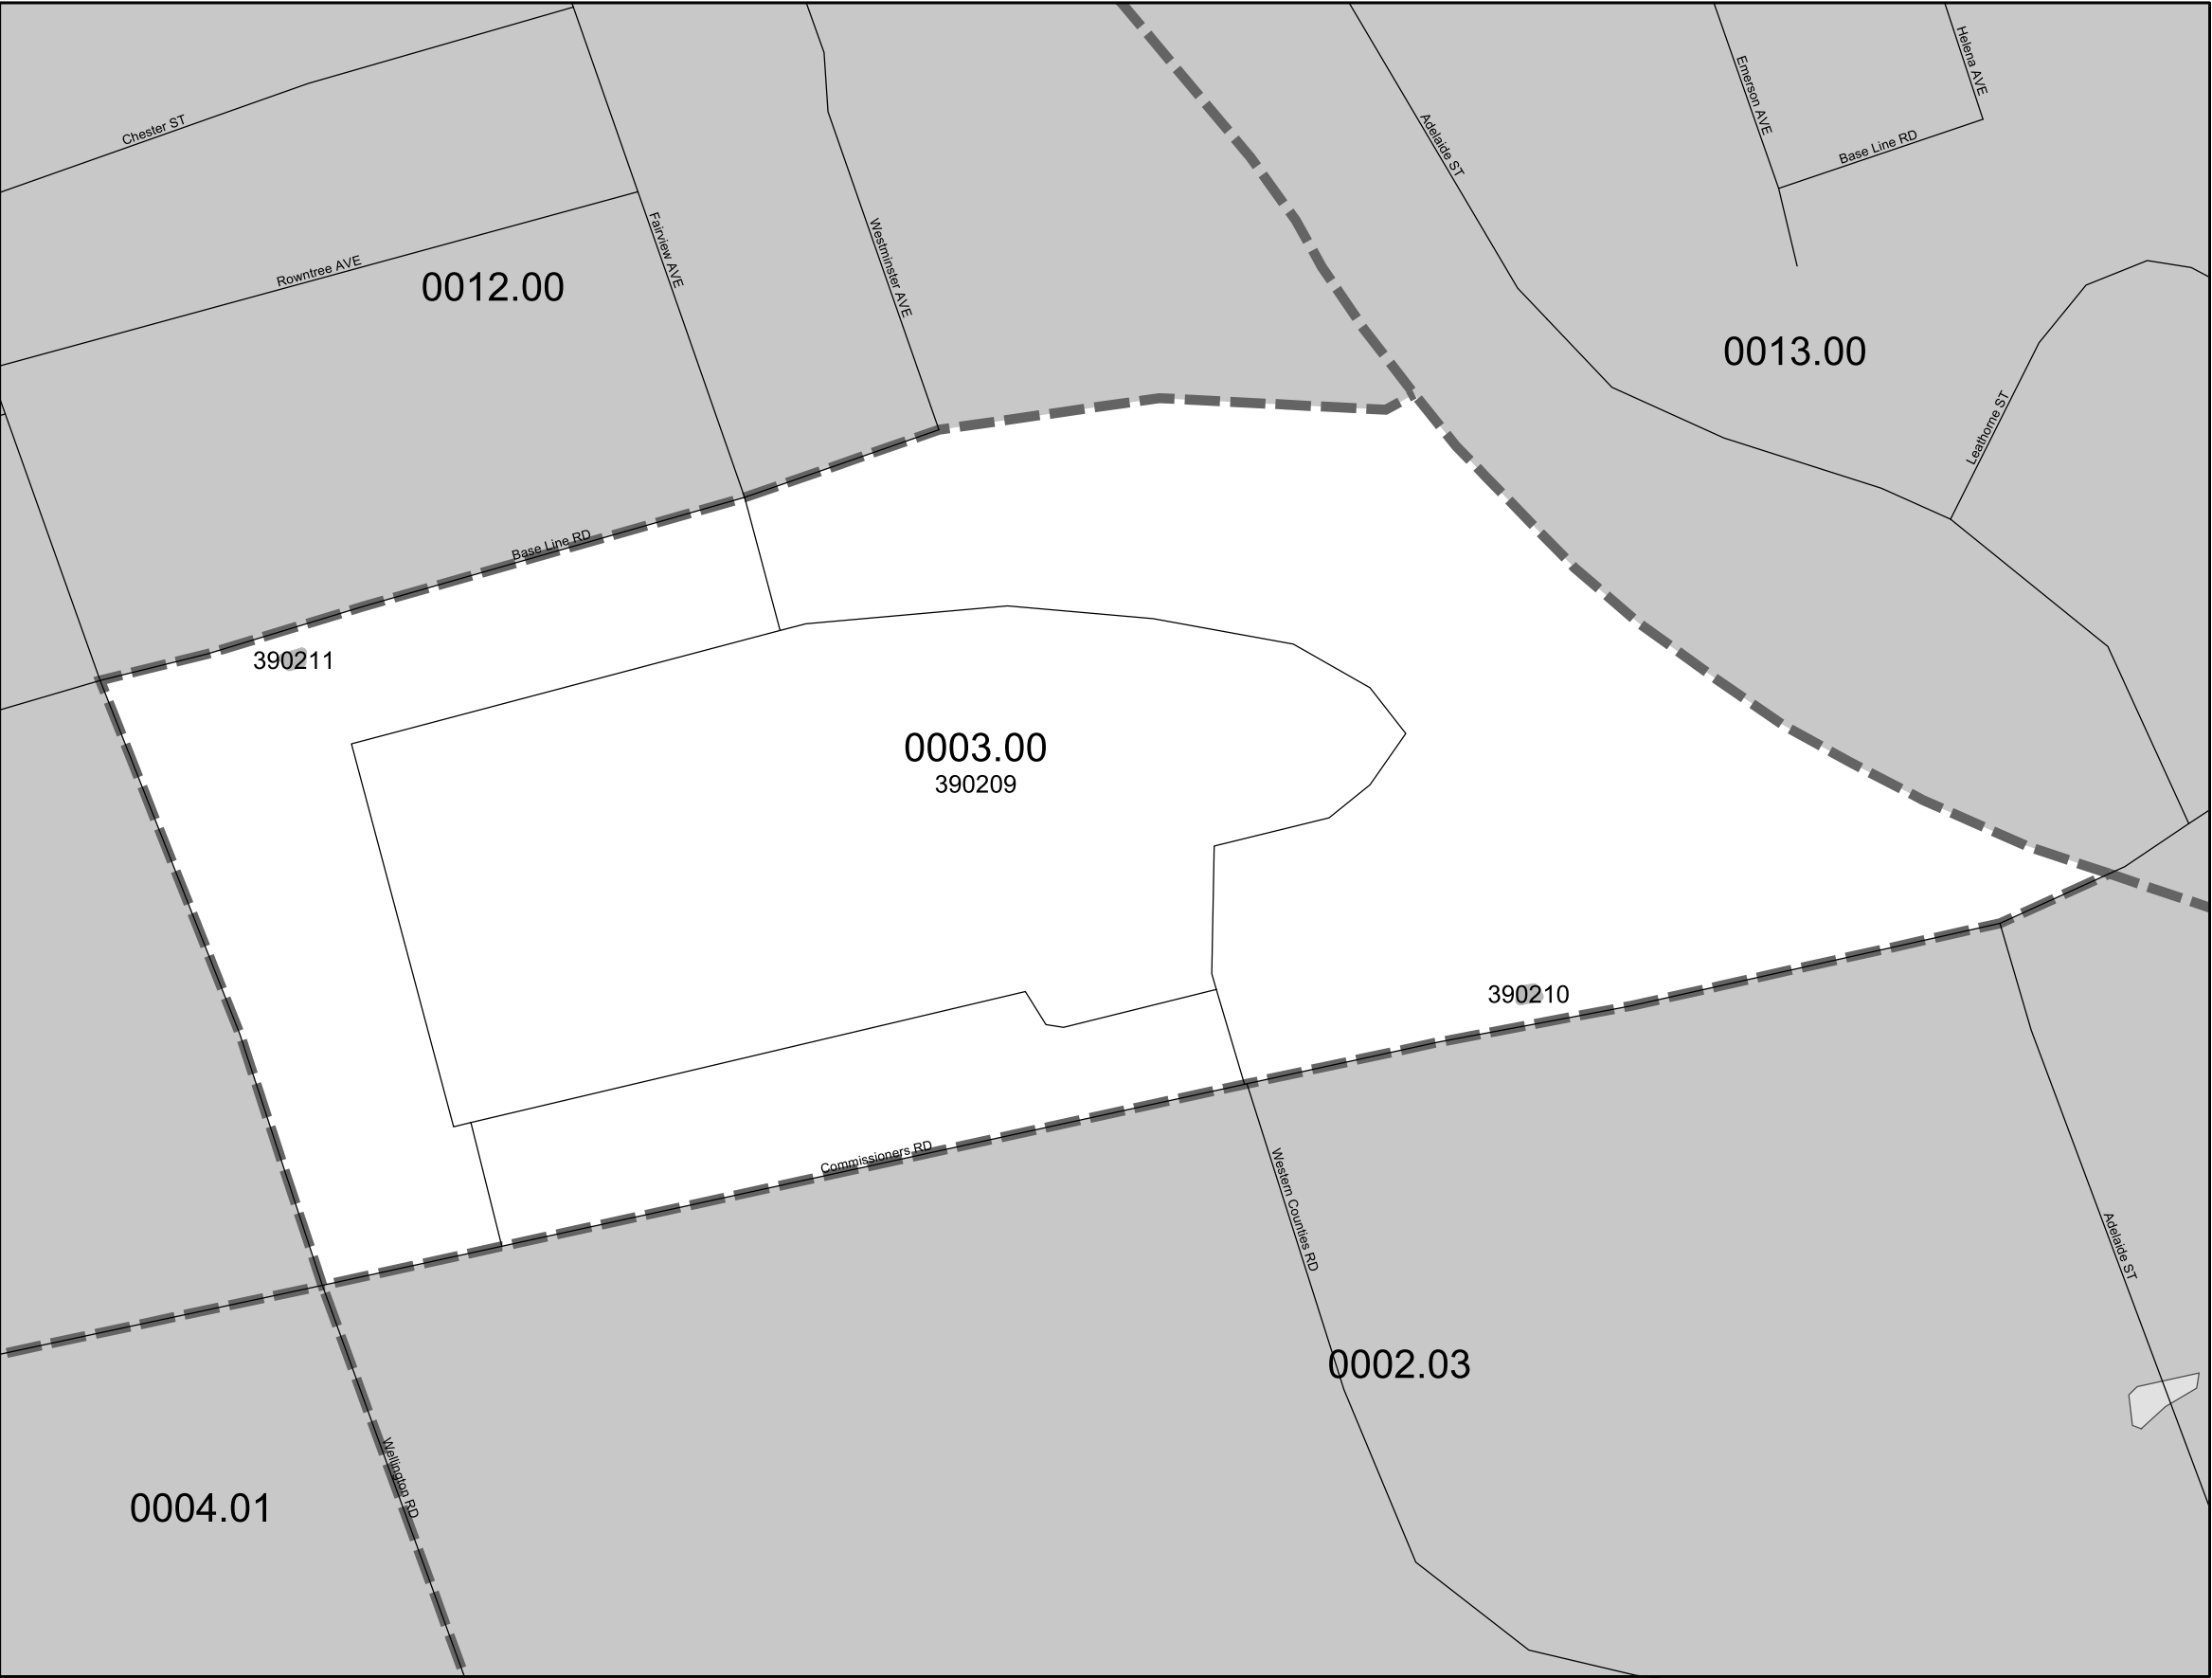 Helena AVE
Emerson AVE
Chester ST
Adelaide ST
Base Line RD
Fairview AVE
Westminster AVE
Rowntree AVE
0012.00
0013.00
Leathorne ST
Base Line RD
390211
0003.00
390209
390210
Commissioners RD
Western Counties RD
Adelaide ST
0002.03
Wellington RD
0004.01